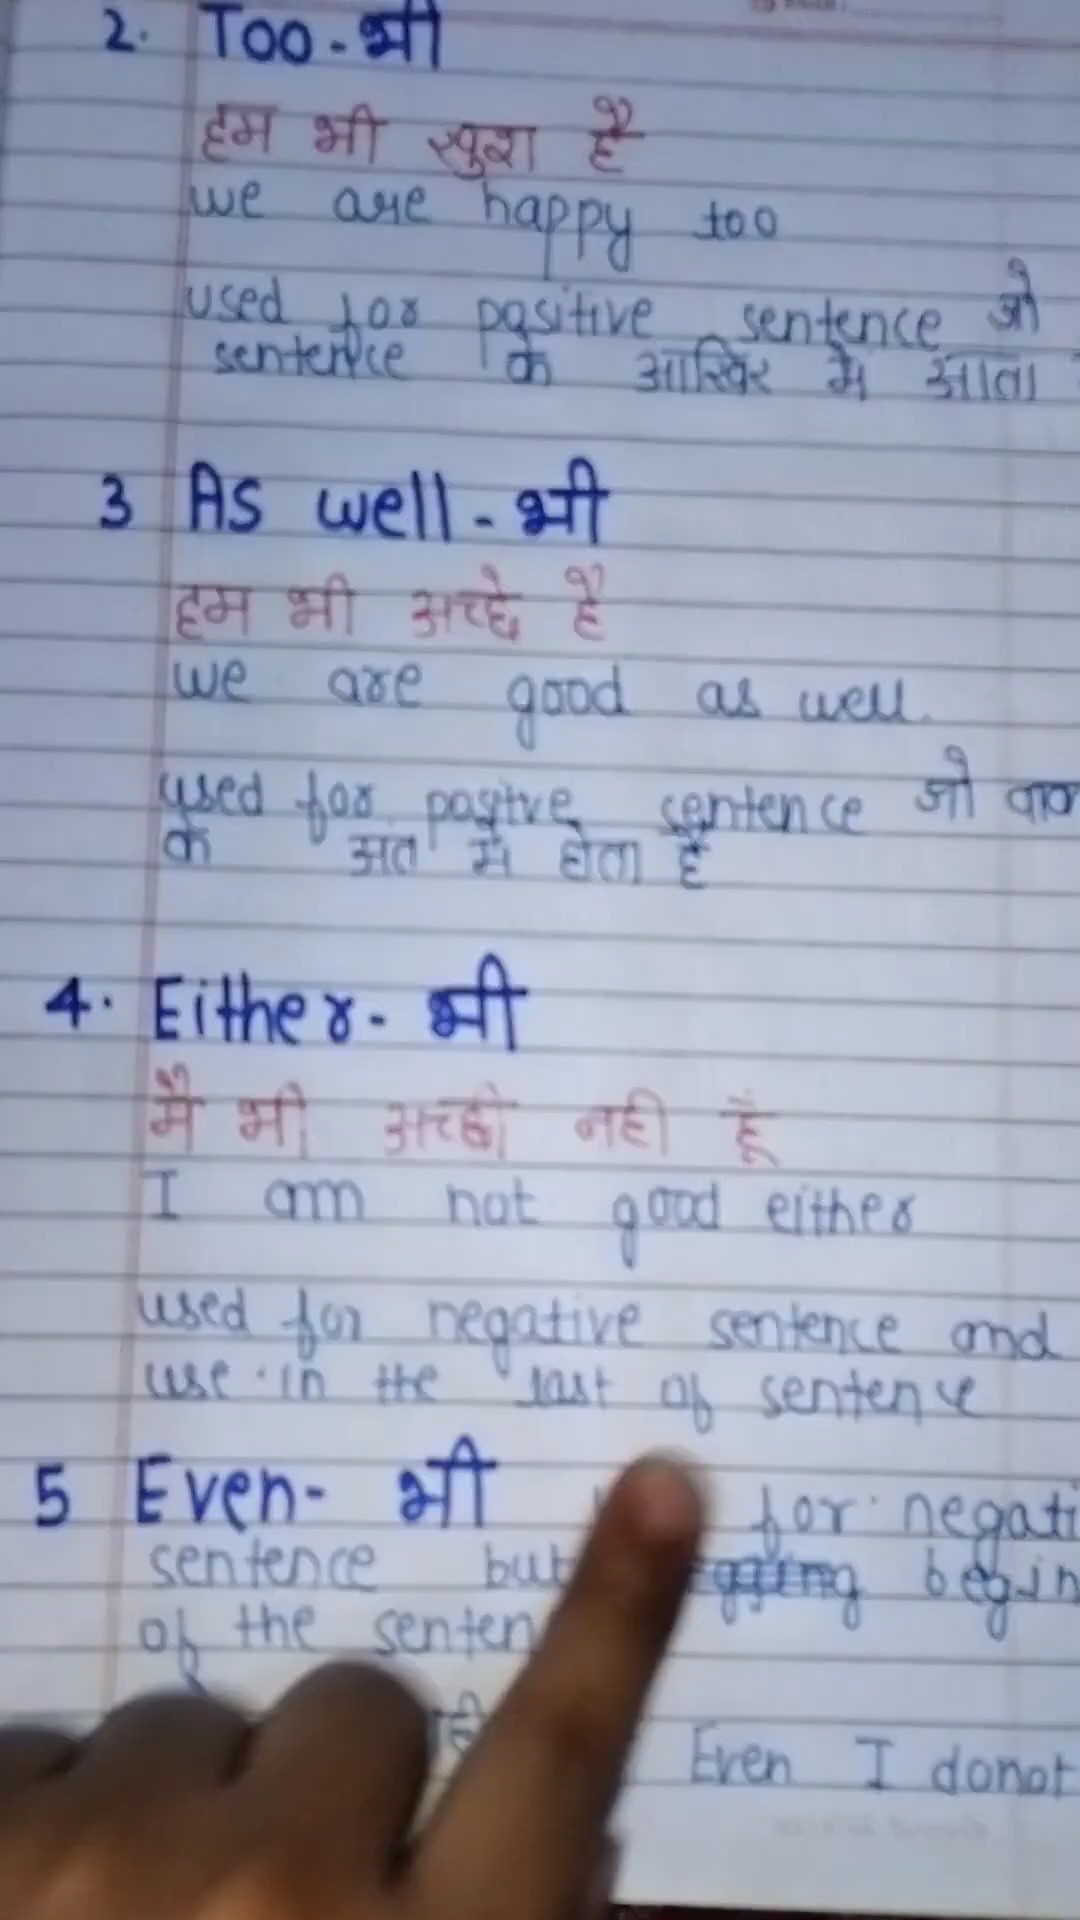 2. Too - भी
हम भी खुश है
we are happy too
used for positive sentence जो
sentence के आखिर में आता
3 As well - भी
हम भी अच्छे है
we are good as well.
used for positve sentence जो
के अंत में होता है
4. Either - भी
मै भी अच्छी नही हूं
I am not good either
used for negative sentence and
use in the last of sentence
5 Even - भी for negati
sentence but begin
of the senten
Even I donot